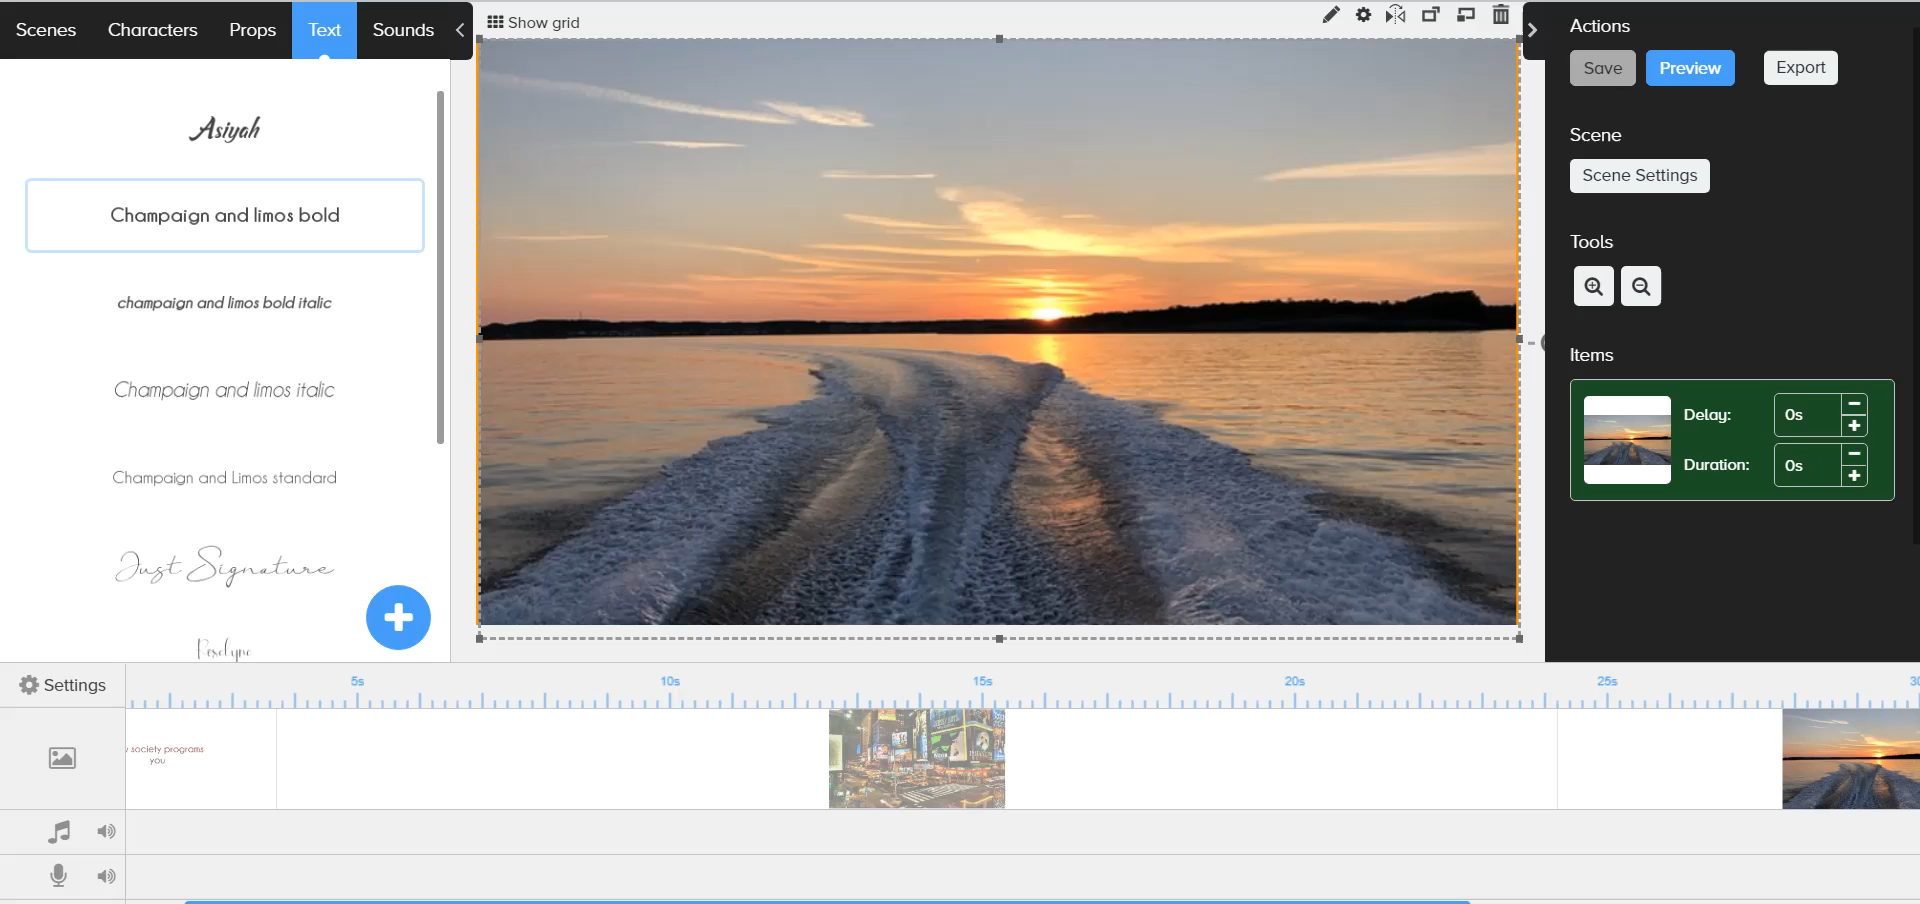 Scenes Characters Props Text Sounds
Show grid
Asiyah
Champaign and limos bold
champaign and limos bold italic
Champaign and limos italic
Champaign and Limos standard
Just Signature
Actions
Save Preview Export
Scene
Scene Settings
Tools
Items
Delay: 0s
Duration: 0s
Settings
5s 10s 15s 20s 25s
society programs
you